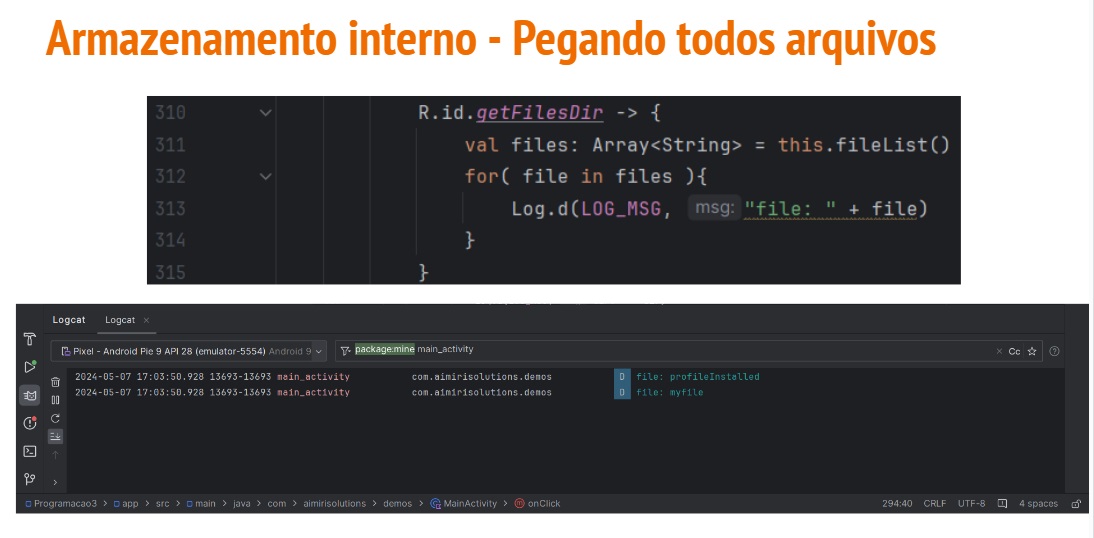 Armazenamento interno - Pegando todos arquivos
310 R.id.getFilesDir -> {
311 val files: Array<String> = this.fileList()
312 for( file in files ){
313 Log.d(LOG_MSG, msg: "file: " + file)
314 }
315 }
Logcat Logcat ×
Pixel - Android Pie 9 API 28 (emulator-5554) Android 9 package:mine main_activity × Cc
2024-05-07 17:03:50.928 13693-13693 main_activity com.aimirisolutions.demos D file: profileInstalled
2024-05-07 17:03:50.928 13693-13693 main_activity com.aimirisolutions.demos D file: myfile
Programacao3 > app > src > main > java > com > aimirisolutions > demos > MainActivity > onClick 294:40 CRLF UTF-8 4 spaces